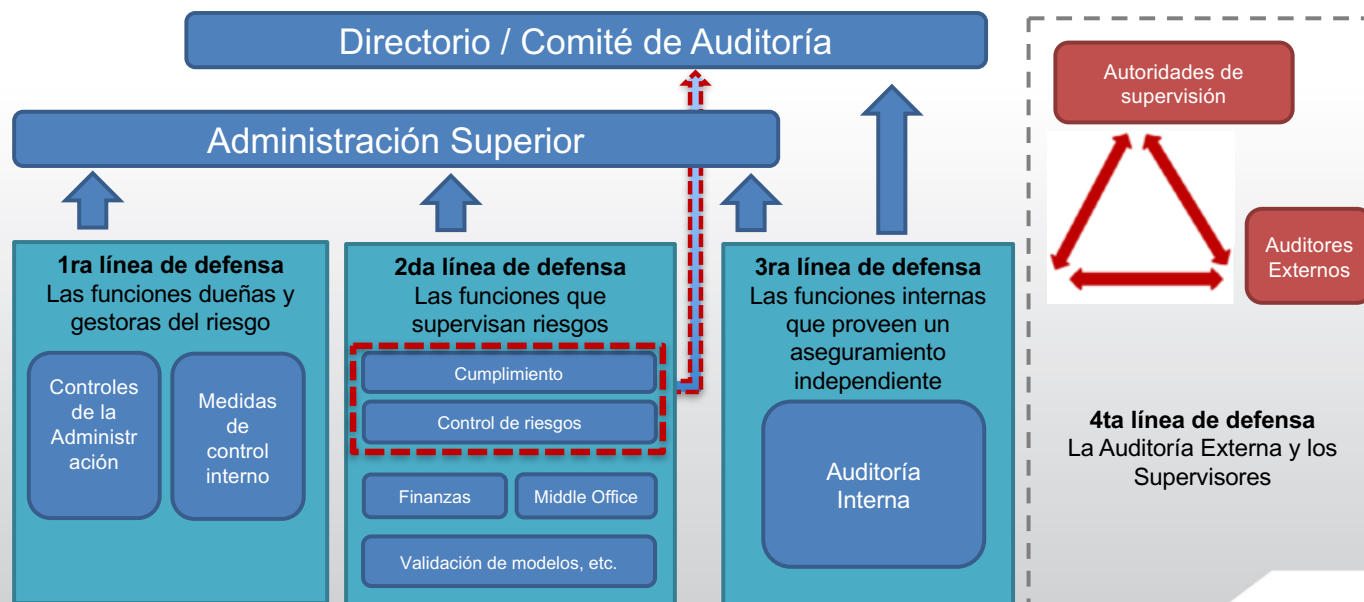 Directorio / Comité de Auditoría
Administración Superior
1ra línea de defensa
Las funciones dueñas y
gestoras del riesgo
Controles
de la
Administr
ación
Medidas
de
control
interno
2da línea de defensa
Las funciones que
supervisan riesgos
Cumplimiento
Control de riesgos
Finanzas
Middle Office
Validación de modelos, etc.
3ra línea de defensa
Las funciones internas
que proveen un
aseguramiento
independiente
Auditoría
Interna
Autoridades de
supervisión
Auditores
Externos
4ta línea de defensa
La Auditoría Externa y los
Supervisores